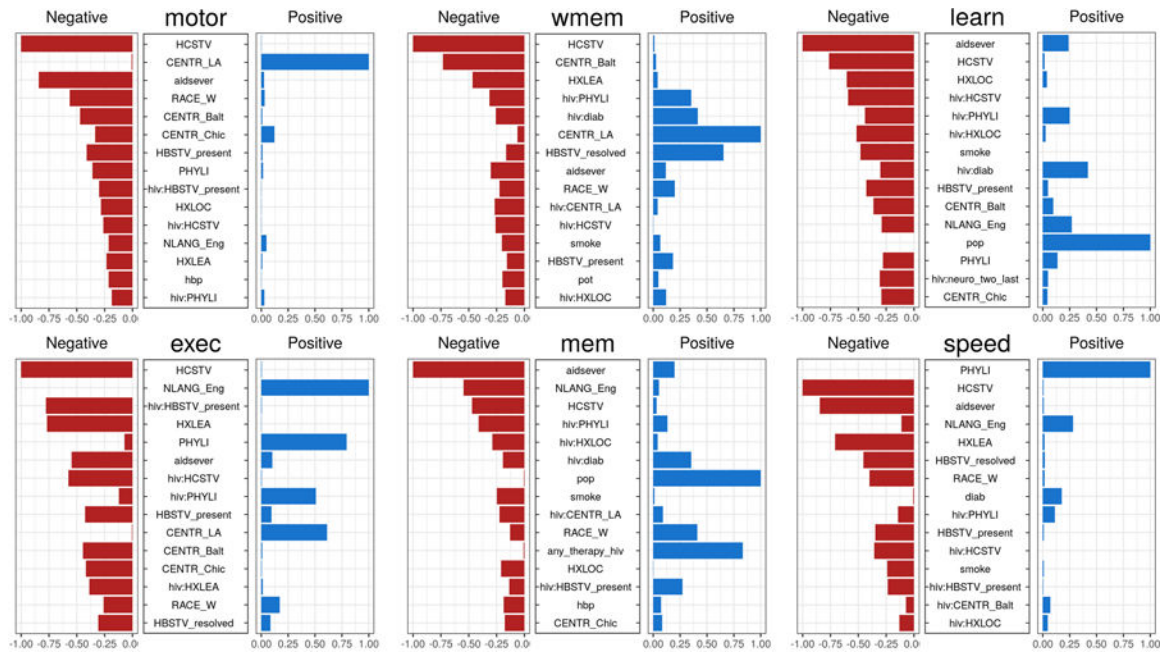 Negative motor Positive
HCSTV
CENTR_LA
aidsever
RACE_W
CENTR_Balt
CENTR_Chic
HBSTV_present
PHYLI
hiv:HBSTV_present
HXLOC
hiv:HCSTV
NLANG_Eng
HXLEA
hbp
hiv:PHYLI
-1.00 -0.75 -0.50 -0.25 0.0 0.00 0.25 0.50 0.75 1.00
Negative wmem Positive
HCSTV
CENTR_Balt
HXLEA
hiv:PHYLI
hiv:diab
CENTR_LA
HBSTV_resolved
aidsever
RACE_W
hiv:CENTR_LA
hiv:HCSTV
smoke
HBSTV_present
pot
hiv:HXLOC
-1.00 -0.75 -0.50 -0.25 0.0 0.00 0.25 0.50 0.75 1.00
Negative learn Positive
aidsever
HCSTV
HXLOC
hiv:HCSTV
hiv:PHYLI
hiv:HXLOC
smoke
hiv:diab
HBSTV_present
CENTR_Balt
NLANG_Eng
pop
PHYLI
hiv:neuro_two_last
CENTR_Chic
-1.00 -0.75 -0.50 -0.25 0.0 0.00 0.25 0.50 0.75 1.00
Negative exec Positive
HCSTV
NLANG_Eng
hiv:HBSTV_present
HXLEA
PHYLI
aidsever
hiv:HCSTV
hiv:PHYLI
HBSTV_present
CENTR_LA
CENTR_Balt
CENTR_Chic
hiv:HXLEA
RACE_W
HBSTV_resolved
-1.00 -0.75 -0.50 -0.25 0.0 0.00 0.25 0.50 0.75 1.00
Negative mem Positive
aidsever
NLANG_Eng
HCSTV
hiv:PHYLI
hiv:HXLOC
hiv:diab
pop
smoke
hiv:CENTR_LA
RACE_W
any_therapy_hiv
HXLOC
hiv:HBSTV_present
hbp
CENTR_Chic
-1.00 -0.75 -0.50 -0.25 0.0 0.00 0.25 0.50 0.75 1.00
Negative speed Positive
PHYLI
HCSTV
aidsever
NLANG_Eng
HXLEA
HBSTV_resolved
RACE_W
diab
hiv:PHYLI
HBSTV_present
hiv:HCSTV
smoke
hiv:HBSTV_present
hiv:CENTR_Balt
hiv:HXLOC
-1.00 -0.75 -0.50 -0.25 0.0 0.00 0.25 0.50 0.75 1.00